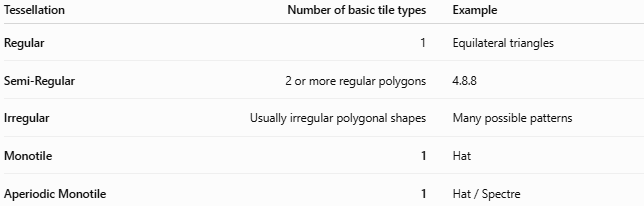 Tessellation Number of basic tile types Example
Regular 1 Equilateral triangles
Semi-Regular 2 or more regular polygons 4.8.8
Irregular Usually irregular polygonal shapes Many possible patterns
Monotile 1 Hat
Aperiodic Monotile 1 Hat / Spectre